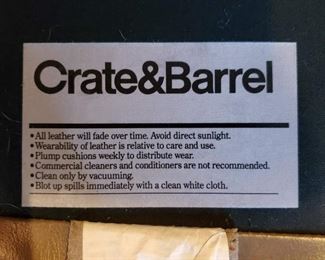 Crate&Barrel
•All leather will fade over time. Avoid direct sunlight.
•Wearability of leather is relative to care and use.
•Plump cushions weekly to distribute wear.
•Commercial cleaners and conditioners are not recommended.
•Clean only by vacuuming.
•Blot up spills immediately with a clean white cloth.